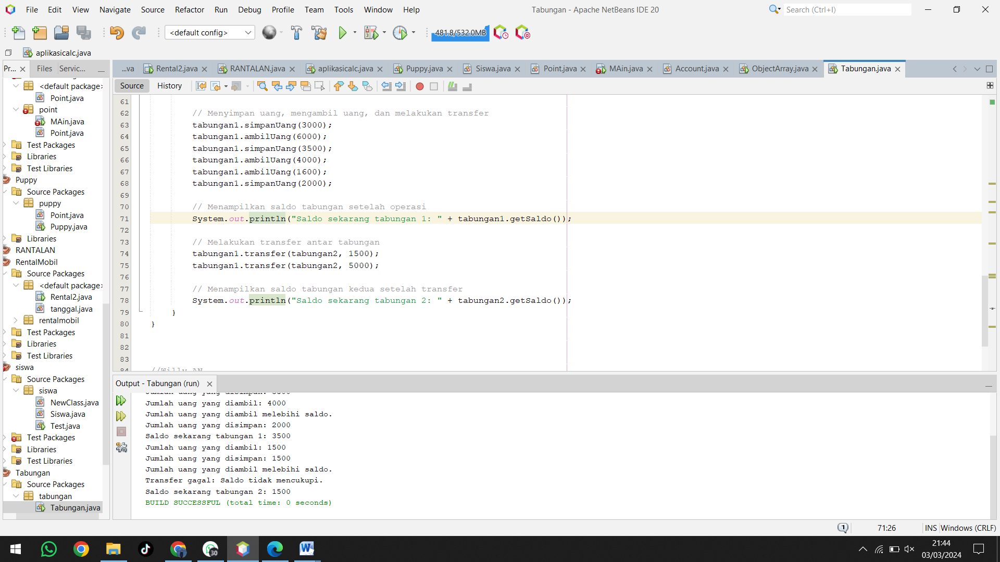 File Edit View Navigate Source Refactor Run Debug Profile Team Tools Window Help
Tabungan - Apache NetBeans IDE 20
Search (Ctrl+I)
<default config>
481.8/532.0MB
aplikasicalc.java
Pr...
Files
Servic...
...va
Rental2.java
RANTALAN.java
aplikasicalc.java
Puppy.java
Siswa.java
Point.java
MAin.java
Account.java
ObjectArray.java
Tabungan.java
Source History
<default package>
Point.java
point
MAin.java
Point.java
Test Packages
Libraries
Test Libraries
Puppy
Source Packages
puppy
Point.java
Puppy.java
Libraries
RANTALAN
RentalMobil
Source Packages
<default package>
Rental2.java
tanggal.java
rentalmobil
Test Packages
Libraries
Test Libraries
siswa
Source Packages
siswa
NewClass.java
Siswa.java
Test.java
Test Packages
Libraries
Test Libraries
Tabungan
Source Packages
tabungan
Tabungan.java
61
62 // Menyimpan uang, mengambil uang, dan melakukan transfer
63 tabungan1.simpanUang(3000);
64 tabungan1.ambilUang(6000);
65 tabungan1.simpanUang(3500);
66 tabungan1.ambilUang(4000);
67 tabungan1.ambilUang(1600);
68 tabungan1.simpanUang(2000);
69
70 // Menampilkan saldo tabungan setelah operasi
71 System.out.println("Saldo sekarang tabungan 1: " + tabungan1.getSaldo());
72
73 // Melakukan transfer antar tabungan
74 tabungan1.transfer(tabungan2, 1500);
75 tabungan1.transfer(tabungan2, 5000);
76
77 // Menampilkan saldo tabungan kedua setelah transfer
78 System.out.println("Saldo sekarang tabungan 2: " + tabungan2.getSaldo());
79 }
80 }
81
82
83
84 //Willy AN
Output - Tabungan (run)
Jumlah uang yang disimpan: 3500
Jumlah uang yang diambil: 4000
Jumlah uang yang diambil melebihi saldo.
Jumlah uang yang disimpan: 2000
Saldo sekarang tabungan 1: 3500
Jumlah uang yang diambil: 1500
Jumlah uang yang disimpan: 1500
Jumlah uang yang diambil melebihi saldo.
Transfer gagal: Saldo tidak mencukupi.
Saldo sekarang tabungan 2: 1500
BUILD SUCCESSFUL (total time: 0 seconds)
1
71:26
INS
Windows (CRLF)
30
21:44
03/03/2024